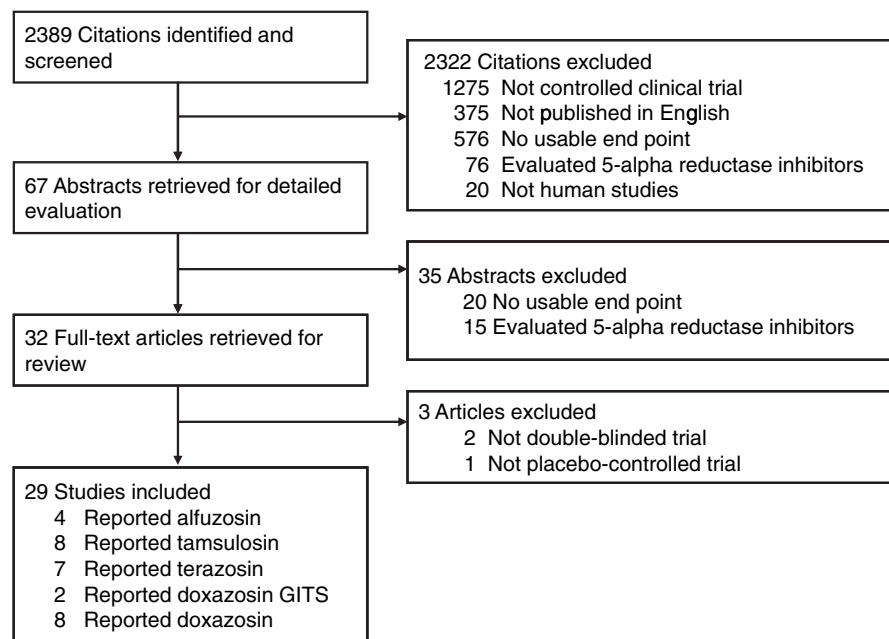 2389 Citations identified and
screened
2322 Citations excluded
1275 Not controlled clinical trial
375 Not published in English
576 No usable end point
76 Evaluated 5-alpha reductase inhibitors
20 Not human studies
67 Abstracts retrieved for detailed
evaluation
35 Abstracts excluded
20 No usable end point
15 Evaluated 5-alpha reductase inhibitors
32 Full-text articles retrieved for
review
3 Articles excluded
2 Not double-blinded trial
1 Not placebo-controlled trial
29 Studies included
4 Reported alfuzosin
8 Reported tamsulosin
7 Reported terazosin
2 Reported doxazosin GITS
8 Reported doxazosin